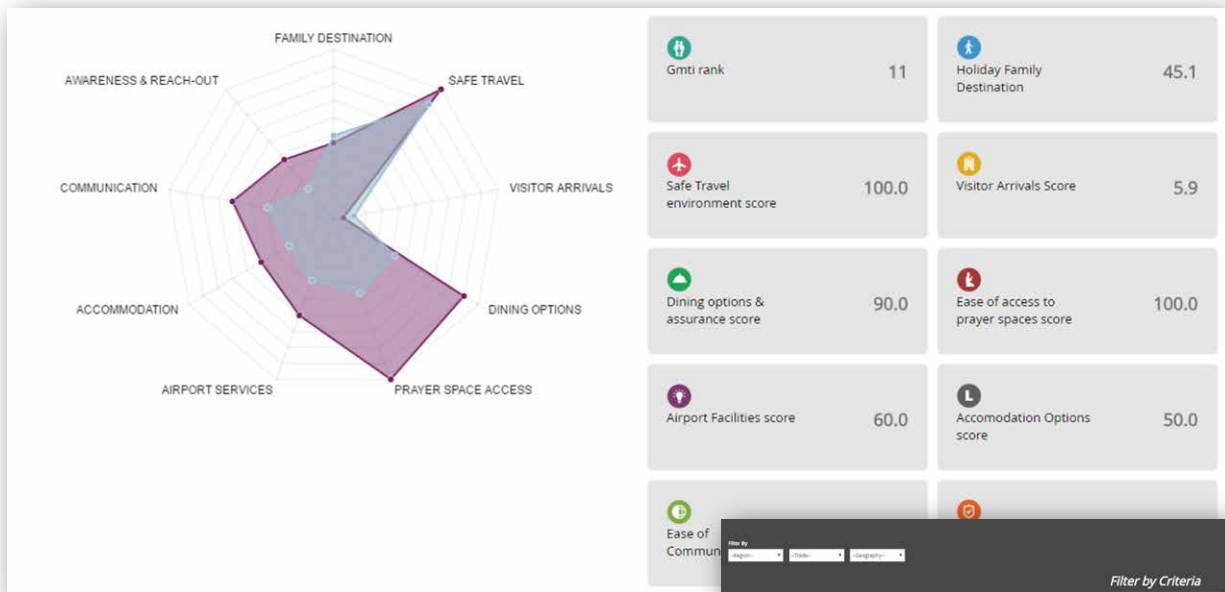 FAMILY DESTINATION
AWARENESS & REACH-OUT
SAFE TRAVEL
COMMUNICATION
VISITOR ARRIVALS
ACCOMMODATION
DINING OPTIONS
AIRPORT SERVICES
PRAYER SPACE ACCESS
Gmti rank
11
Holiday Family
Destination
45.1
Safe Travel
environment score
100.0
Visitor Arrivals Score
5.9
Dining options &
assurance score
90.0
Ease of access to
prayer spaces score
100.0
Airport Facilities score
60.0
L
Accomodation Options
score
50.0
Ease of
Commun
Filter By
--Region--
--Trade--
--Geography--
Filter by Criteria